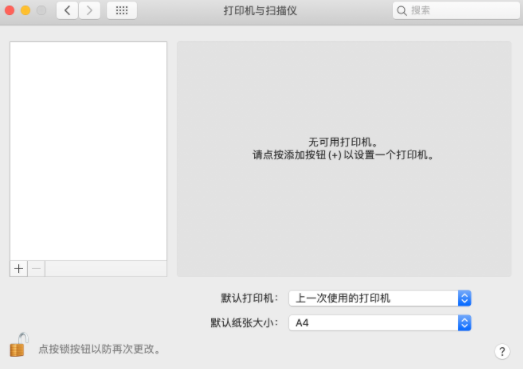 打印机与扫描仪
搜索
无可用打印机。
请点按添加按钮 (+) 以设置一个打印机。
+ −
默认打印机： 上一次使用的打印机
默认纸张大小： A4
点按锁按钮以防再次更改。
?